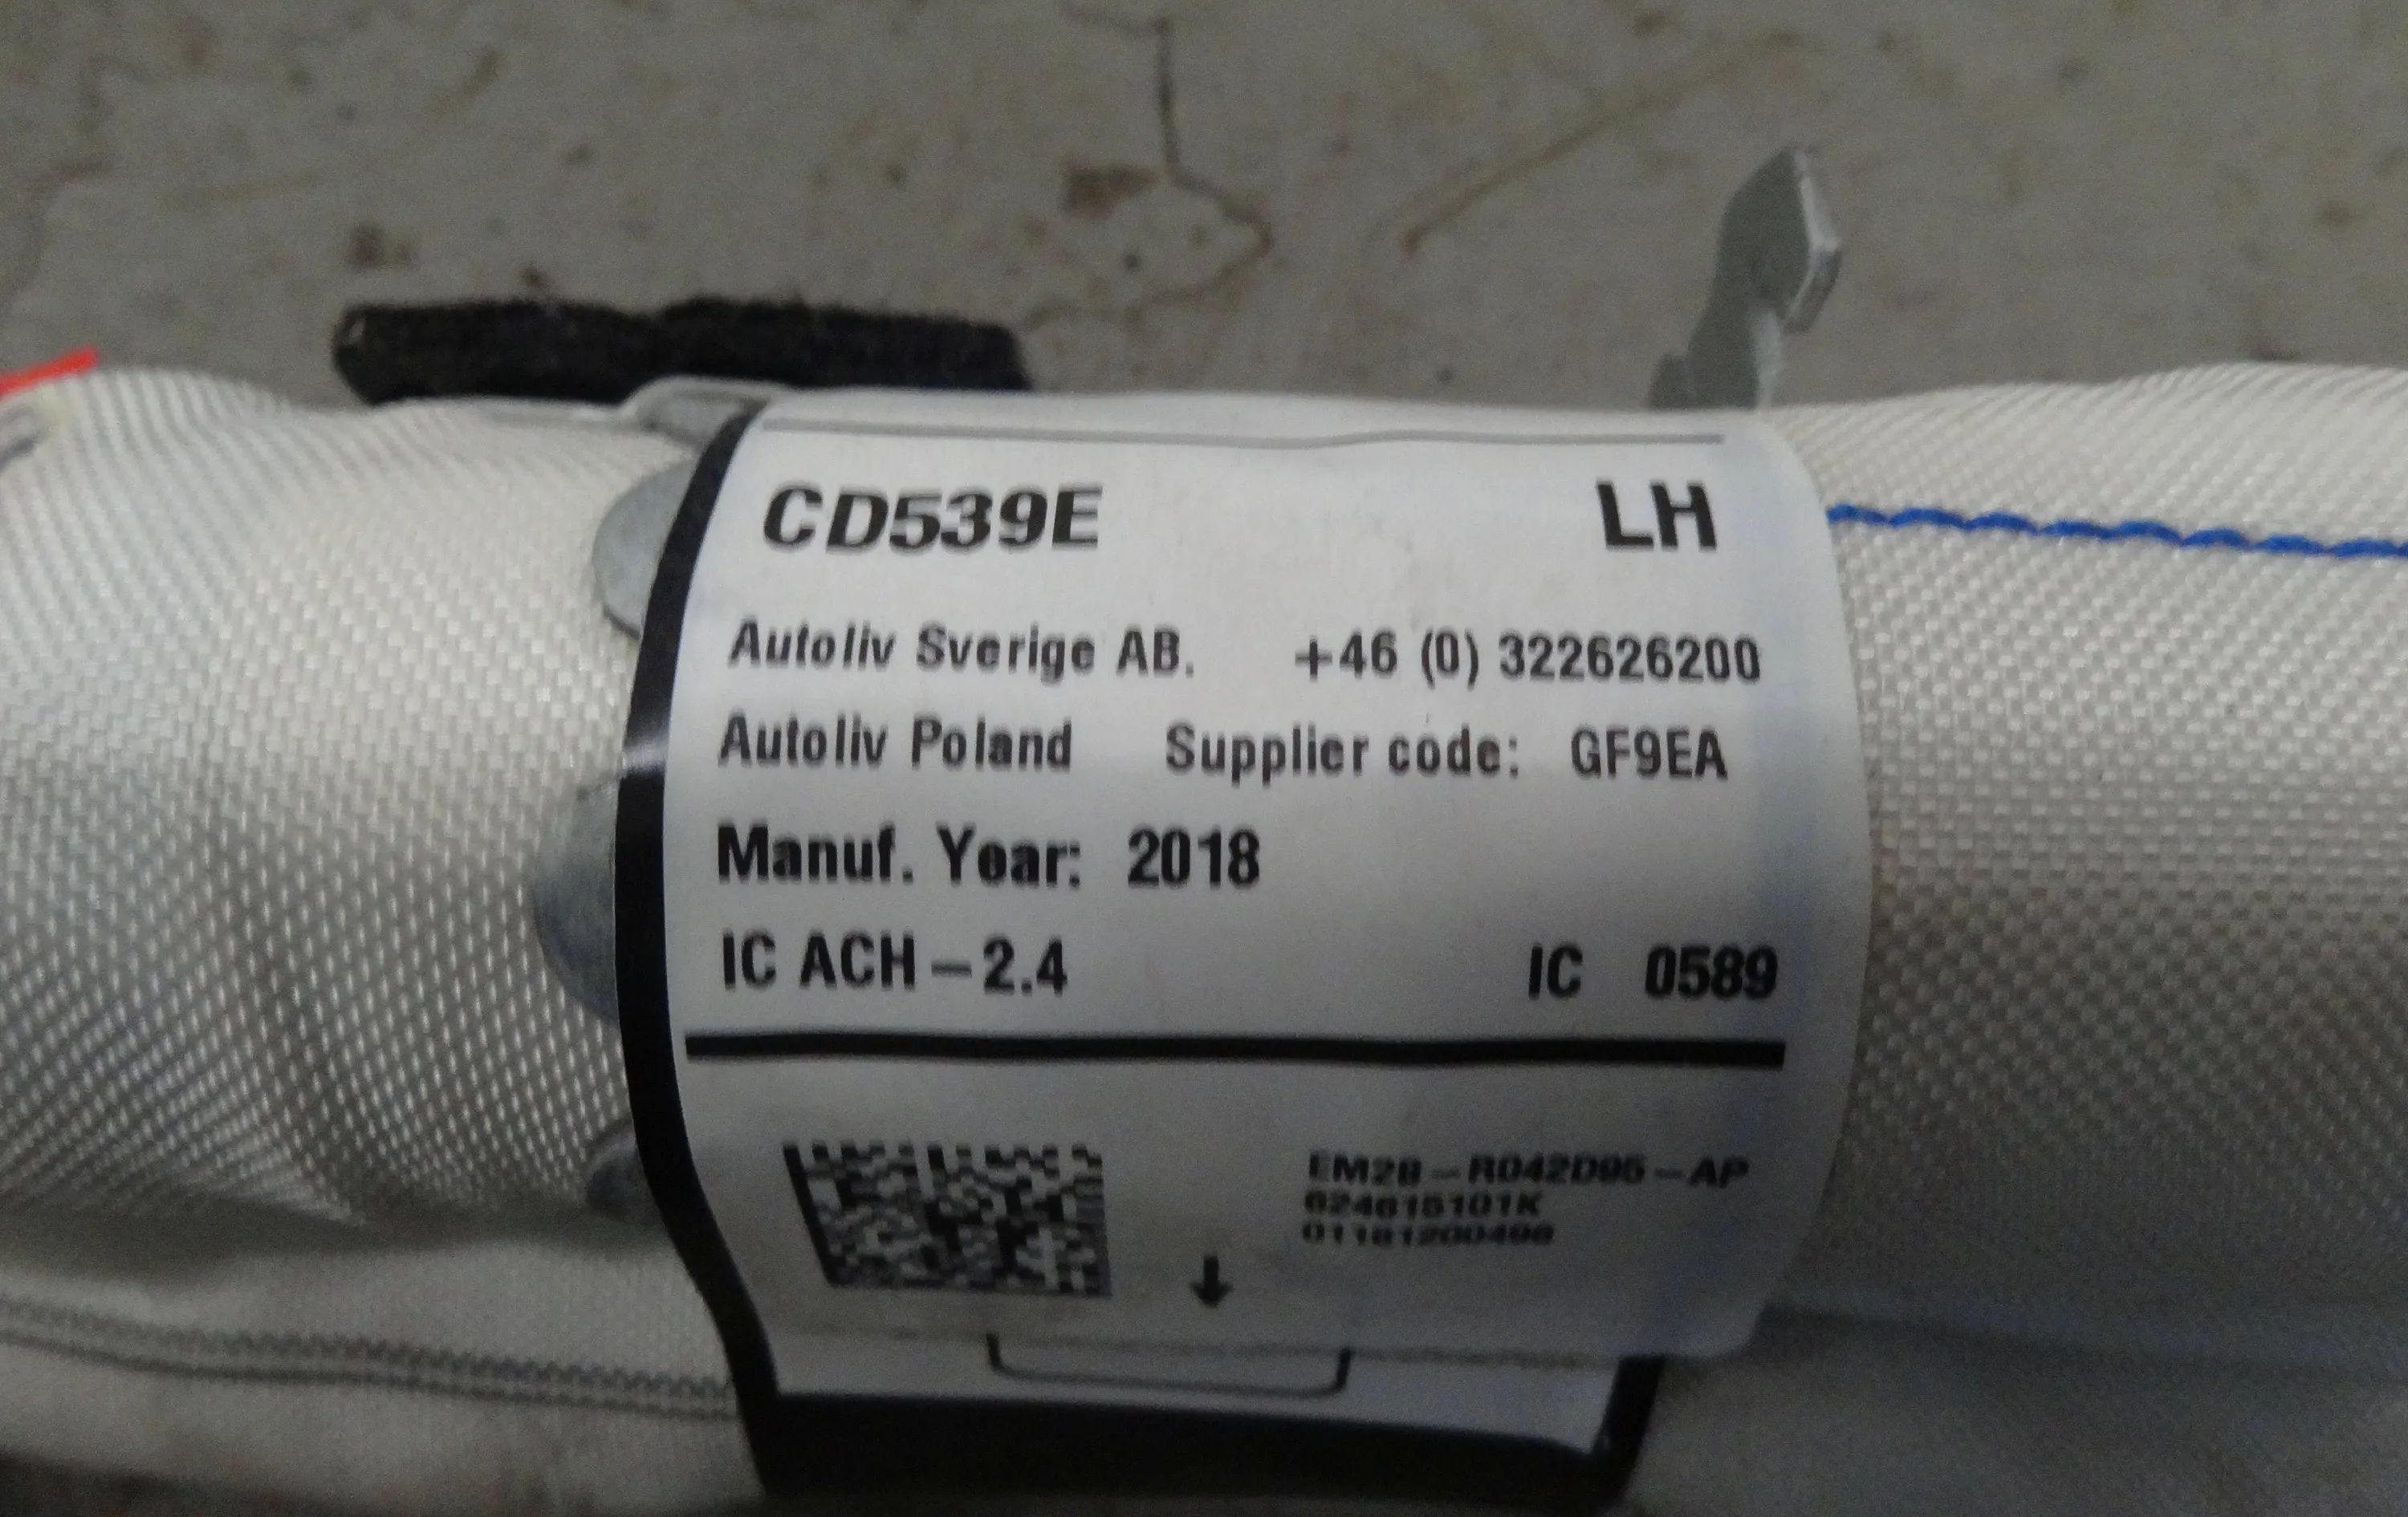 CD539E LH
Autoliv Sverige AB. +46 (0) 322626200
Autoliv Poland Supplier code: GF9EA
Manuf. Year: 2018
IC ACH-2.4 IC 0589
EM2B-R042D95-AP
624615101K